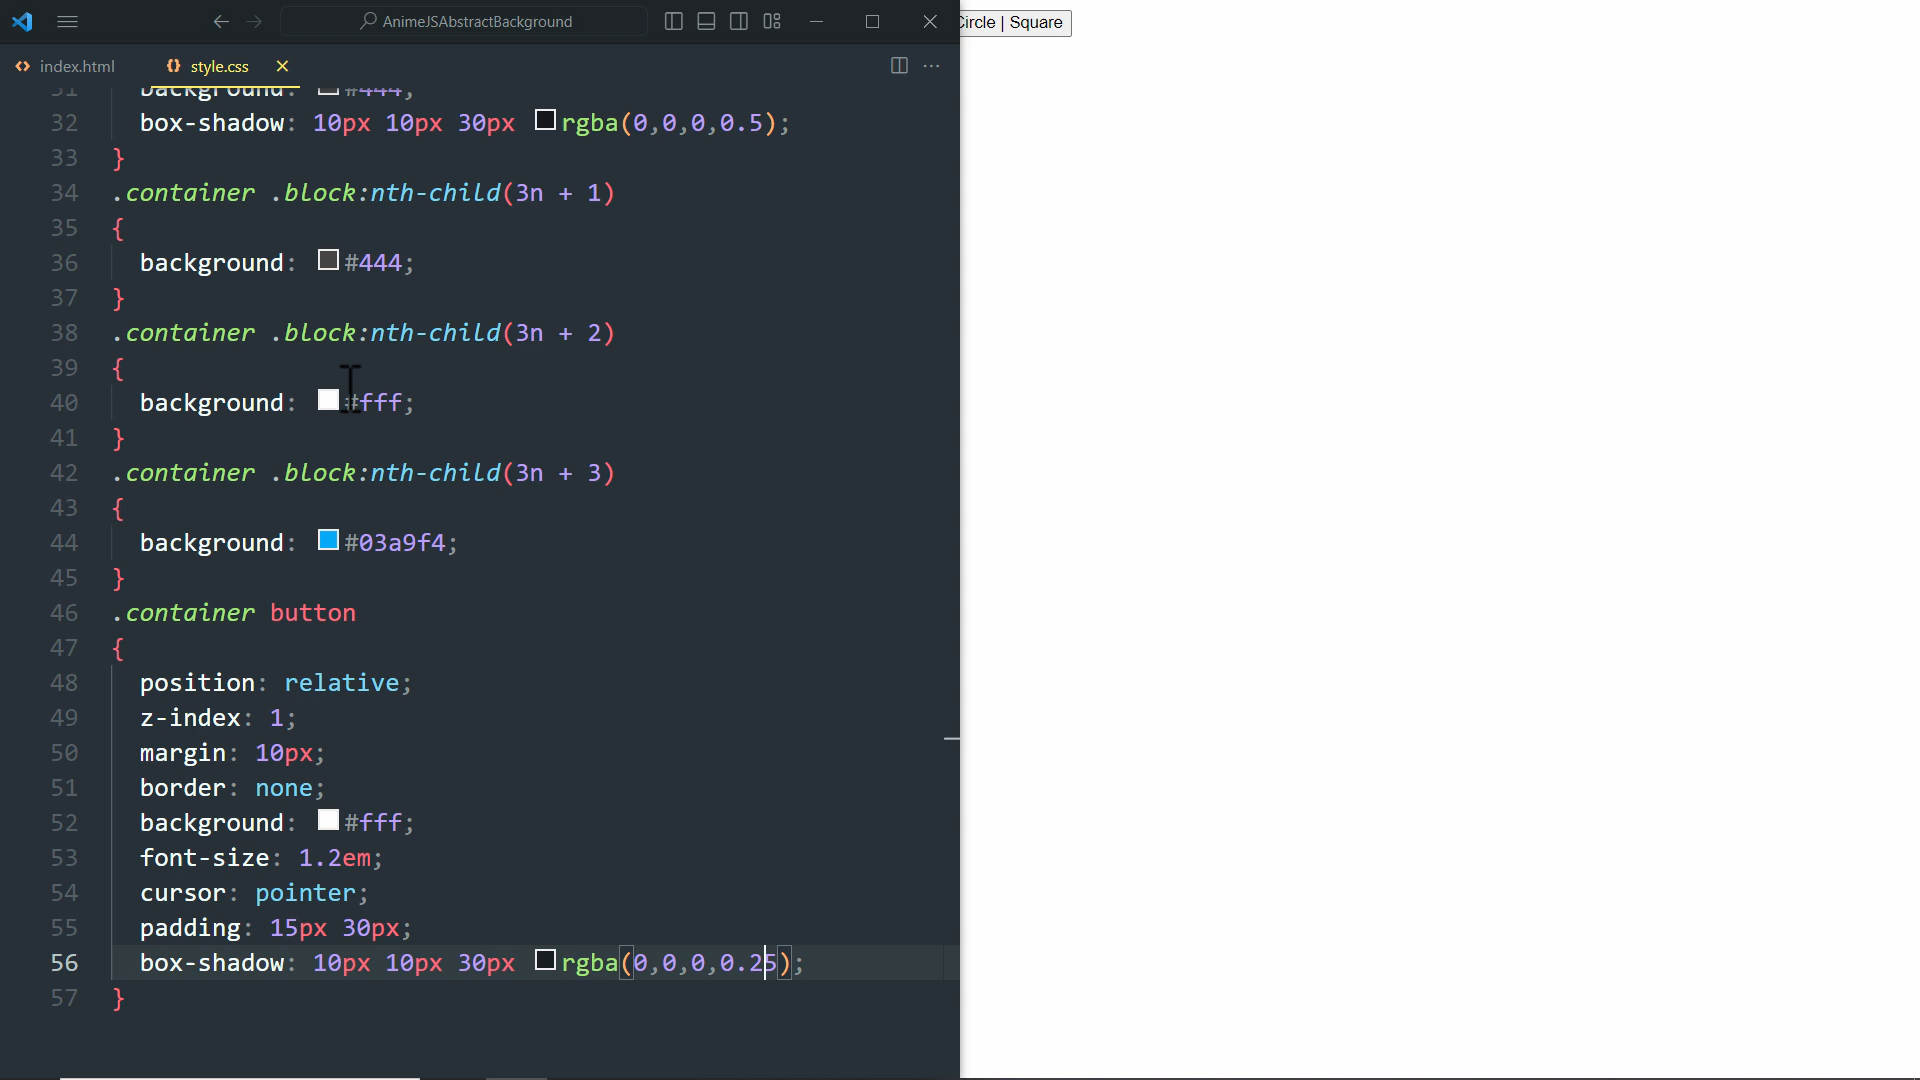 AnimeJSAbstractBackground
Circle | Square
index.html
style.css
31 background: #444;
32 box-shadow: 10px 10px 30px rgba(0,0,0,0.5);
33 }
34 .container .block:nth-child(3n + 1)
35 {
36 background: #444;
37 }
38 .container .block:nth-child(3n + 2)
39 {
40 background: #fff;
41 }
42 .container .block:nth-child(3n + 3)
43 {
44 background: #03a9f4;
45 }
46 .container button
47 {
48 position: relative;
49 z-index: 1;
50 margin: 10px;
51 border: none;
52 background: #fff;
53 font-size: 1.2em;
54 cursor: pointer;
55 padding: 15px 30px;
56 box-shadow: 10px 10px 30px rgba(0,0,0,0.25);
57 }